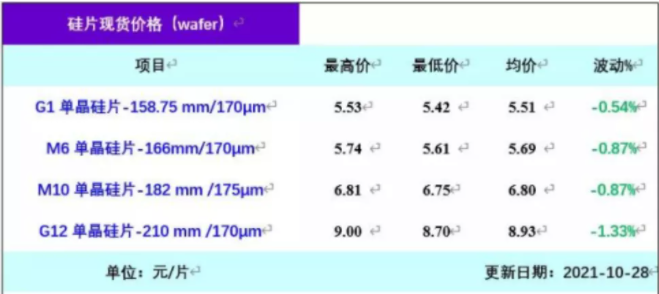 硅片现货价格（wafer）
项目 最高价 最低价 均价 波动%
G1 单晶硅片-158.75 mm/170μm 5.53 5.42 5.51 -0.54%
M6 单晶硅片-166mm/170μm 5.74 5.61 5.69 -0.87%
M10 单晶硅片-182 mm /175μm 6.81 6.75 6.80 -0.87%
G12 单晶硅片-210 mm /170μm 9.00 8.70 8.93 -1.33%
单位：元/片 更新日期：2021-10-28